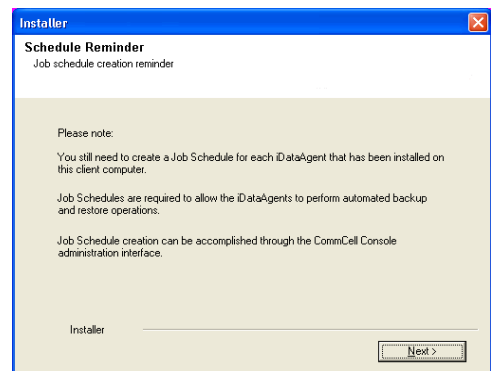 Installer
Schedule Reminder
Job schedule creation reminder
Please note:
You still need to create a Job Schedule for each iDataAgent that has been installed on
this client computer.
Job Schedules are required to allow the iDataAgents to perform automated backup
and restore operations.
Job Schedule creation can be accomplished through the CommCell Console
administration interface.
Installer
Next >